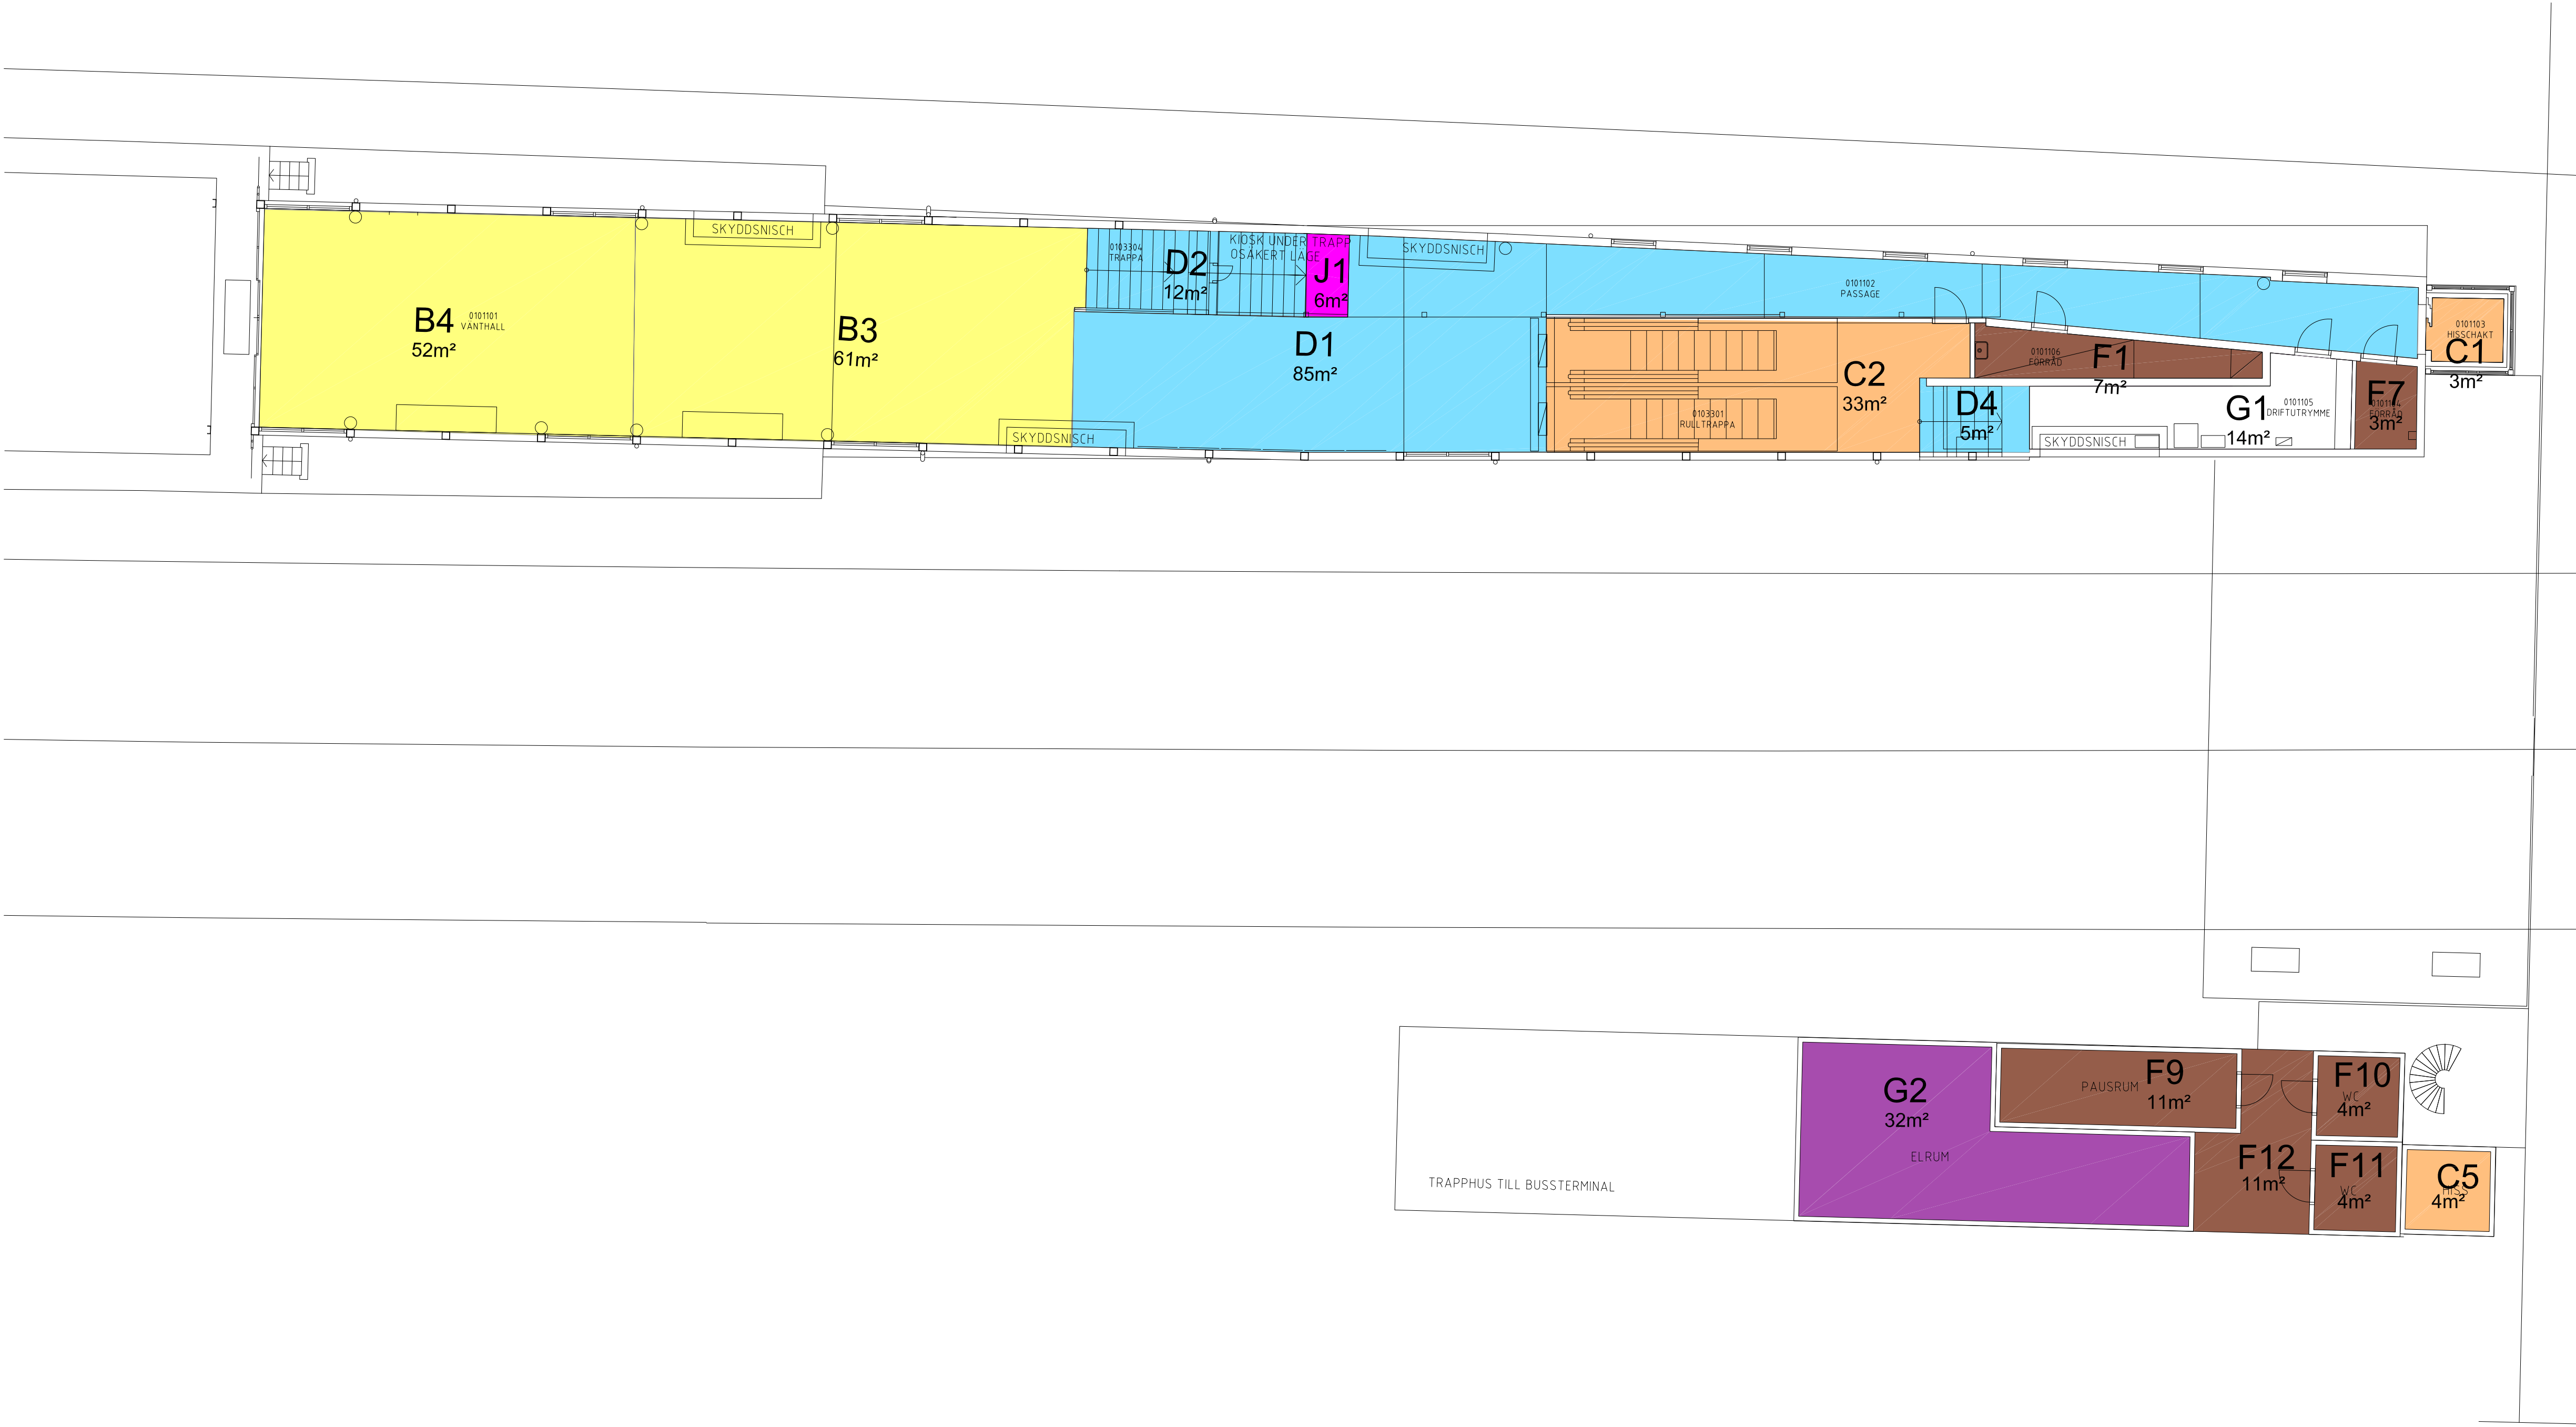 SKYDDSNISCH
B4
52m²
0101101
VÄNTHALL
B3
61m²
SKYDDSNISCH
0103304
TRAPPA
D2
12m²
KIOSK UNDER TRAPP
OSÄKERT LÄGE
J1
6m²
SKYDDSNISCH
D1
85m²
0101102
PASSAGE
C2
33m²
0103301
RULLTRAPPA
0101106
FÖRRÅD
F1
7m²
D4
5m²
SKYDDSNISCH
G1
14m²
0101105
DRIFTUTRYMME
F7
FÖRRÅD
3m²
0101103
HISSCHAKT
C1
3m²
G2
32m²
ELRUM
PAUSRUM
F9
11m²
F10
WC
4m²
F12
11m²
F11
WC
4m²
C5
HISS
4m²
TRAPPHUS TILL BUSSTERMINAL